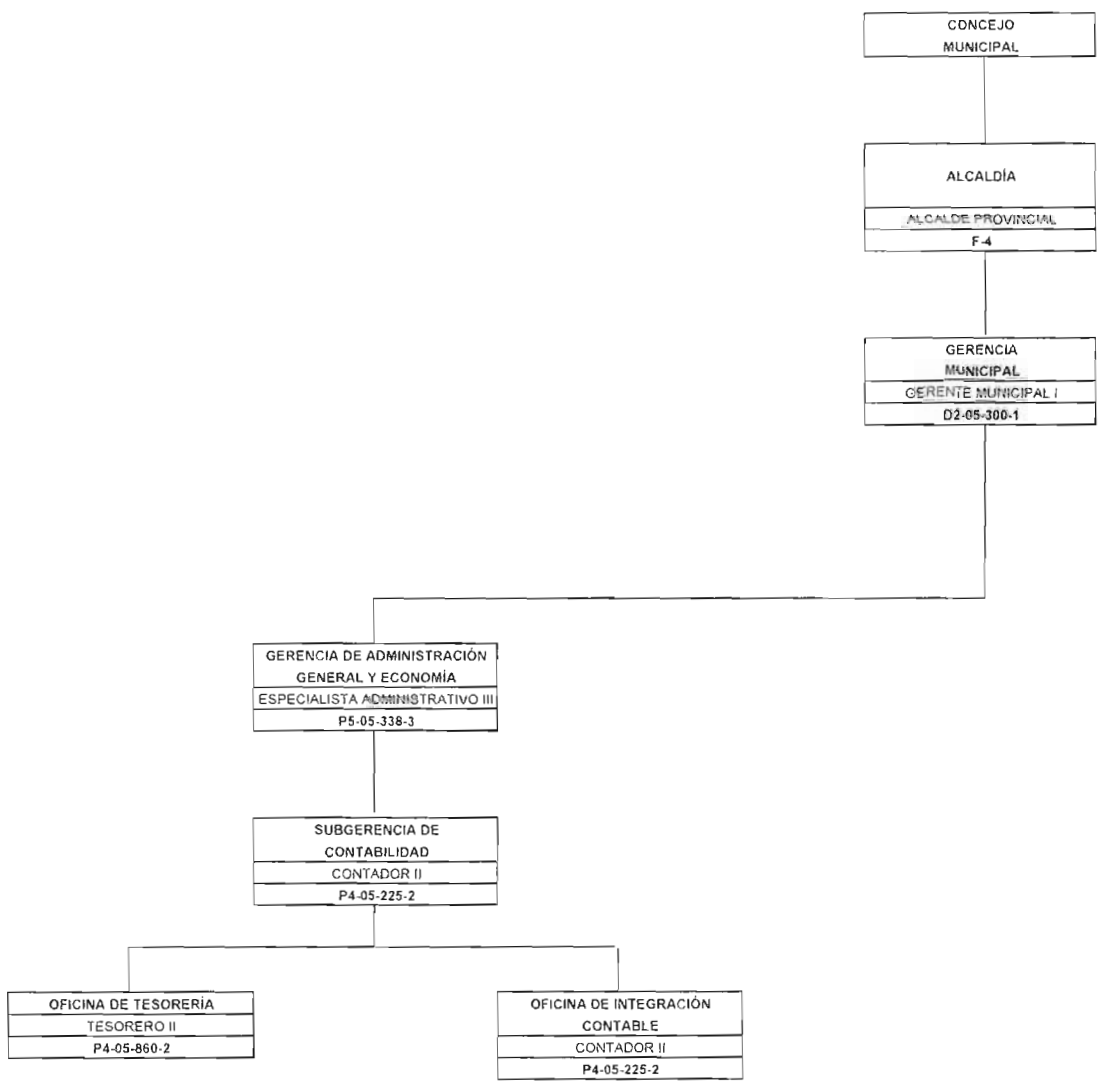 CONCEJO
MUNICIPAL
ALCALDÍA
ALCALDE PROVINCIAL
F-4
GERENCIA
MUNICIPAL
GERENTE MUNICIPAL I
D2-05-300-1
GERENCIA DE ADMINISTRACIÓN
GENERAL Y ECONOMÍA
ESPECIALISTA ADMINISTRATIVO III
P5-05-338-3
SUBGERENCIA DE
CONTABILIDAD
CONTADOR II
P4-05-225-2
OFICINA DE TESORERÍA
TESORERO II
P4-05-860-2
OFICINA DE INTEGRACIÓN
CONTABLE
CONTADOR II
P4-05-225-2